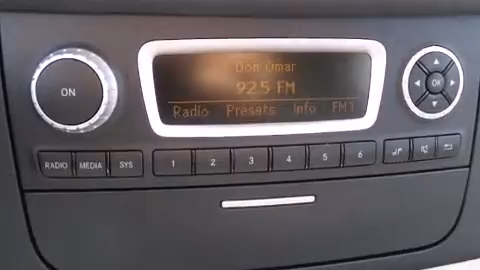 Don Omar
92.5 FM
Radio Presets Info FM1
ON
OK
RADIO MEDIA SYS 1 2 3 4 5 6